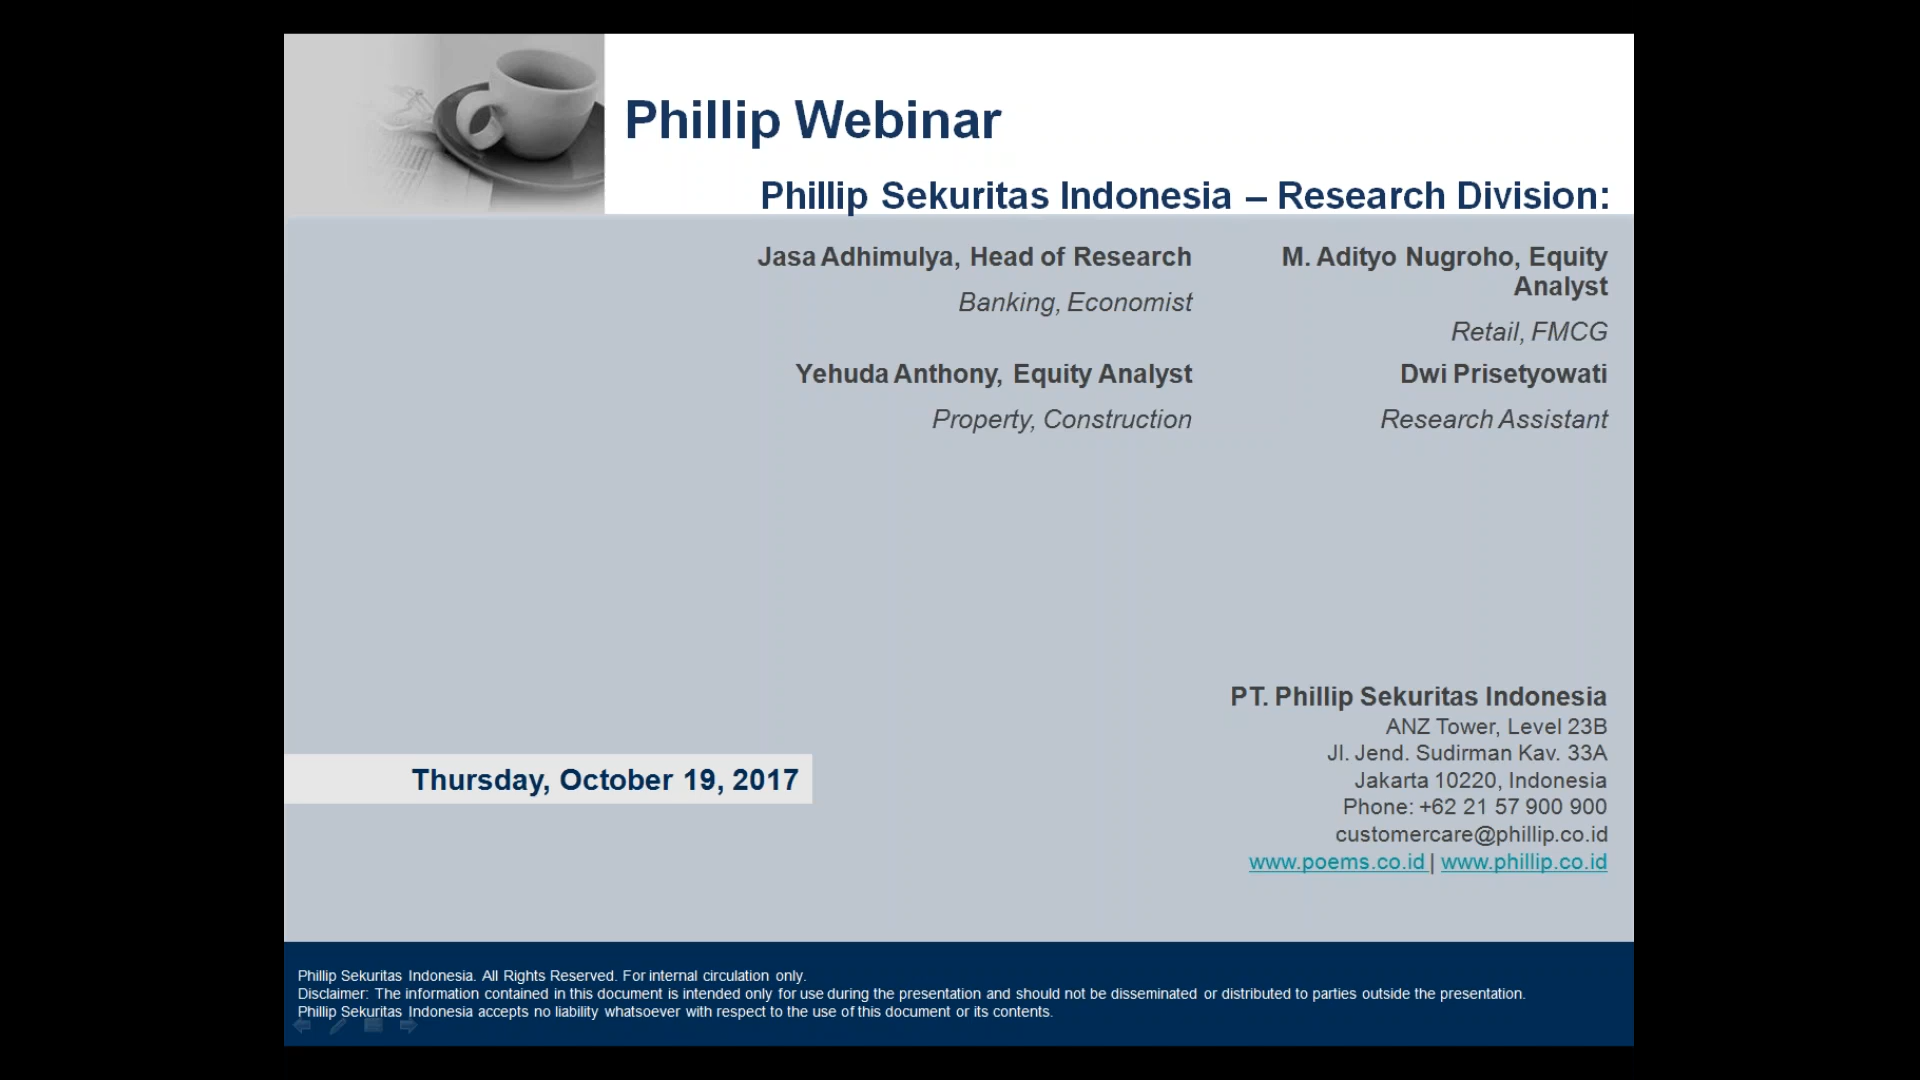 Phillip Webinar
Phillip Sekuritas Indonesia – Research Division:
Jasa Adhimulya, Head of Research
Banking, Economist
M. Adityo Nugroho, Equity
Analyst
Retail, FMCG
Yehuda Anthony, Equity Analyst
Property, Construction
Dwi Prisetyowati
Research Assistant
Thursday, October 19, 2017
PT. Phillip Sekuritas Indonesia
ANZ Tower, Level 23B
Jl. Jend. Sudirman Kav. 33A
Jakarta 10220, Indonesia
Phone: +62 21 57 900 900
customercare@phillip.co.id
www.poems.co.id | www.phillip.co.id
Phillip Sekuritas Indonesia. All Rights Reserved. For internal circulation only.
Disclaimer: The information contained in this document is intended only for use during the presentation and should not be disseminated or distributed to parties outside the presentation.
Phillip Sekuritas Indonesia accepts no liability whatsoever with respect to the use of this document or its contents.